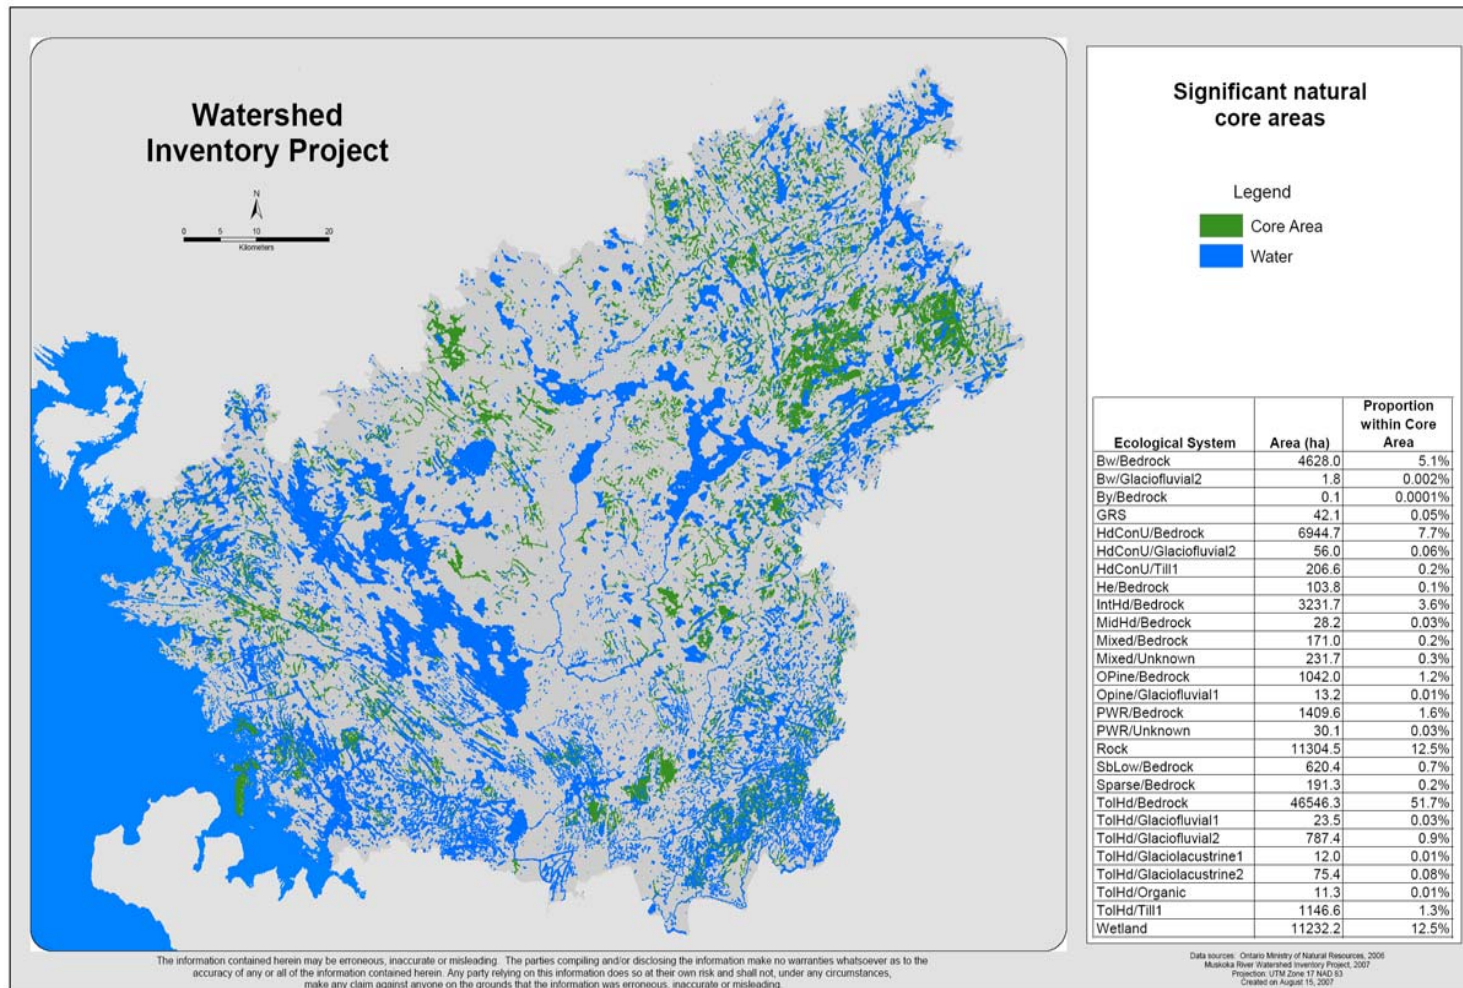 Watershed
Inventory Project
N
0 5 10 20
Kilometers
Significant natural
core areas
Legend
Core Area
Water
Ecological System Area (ha) Proportion within Core Area
Bw/Bedrock 4628.0 5.1%
Bw/Glaciofluvial2 1.8 0.002%
By/Bedrock 0.1 0.0001%
GRS 42.1 0.05%
HdConU/Bedrock 6944.7 7.7%
HdConU/Glaciofluvial2 56.0 0.06%
HdConU/Till1 206.6 0.2%
He/Bedrock 103.8 0.1%
IntHd/Bedrock 3231.7 3.6%
MidHd/Bedrock 28.2 0.03%
Mixed/Bedrock 171.0 0.2%
Mixed/Unknown 231.7 0.3%
OPine/Bedrock 1042.0 1.2%
Opine/Glaciofluvial1 13.2 0.01%
PWR/Bedrock 1409.6 1.6%
PWR/Unknown 30.1 0.03%
Rock 11304.5 12.5%
SbLow/Bedrock 620.4 0.7%
Sparse/Bedrock 191.3 0.2%
TolHd/Bedrock 46546.3 51.7%
TolHd/Glaciofluvial1 23.5 0.03%
TolHd/Glaciofluvial2 787.4 0.9%
TolHd/Glaciolacustrine1 12.0 0.01%
TolHd/Glaciolacustrine2 75.4 0.08%
TolHd/Organic 11.3 0.01%
TolHd/Till1 1146.6 1.3%
Wetland 11232.2 12.5%
The information contained herein may be erroneous, inaccurate or misleading. The parties compiling and/or disclosing the information make no warranties whatsoever as to the
accuracy of any or all of the information contained herein. Any party relying on this information does so at their own risk and shall not, under any circumstances,
make any claim against anyone on the grounds that the information was erroneous, inaccurate or misleading.
Data sources: Ontario Ministry of Natural Resources, 2006
Muskoka River Watershed Inventory Project, 2007
Projection: UTM Zone 17 NAD 83
Created on August 15, 2007